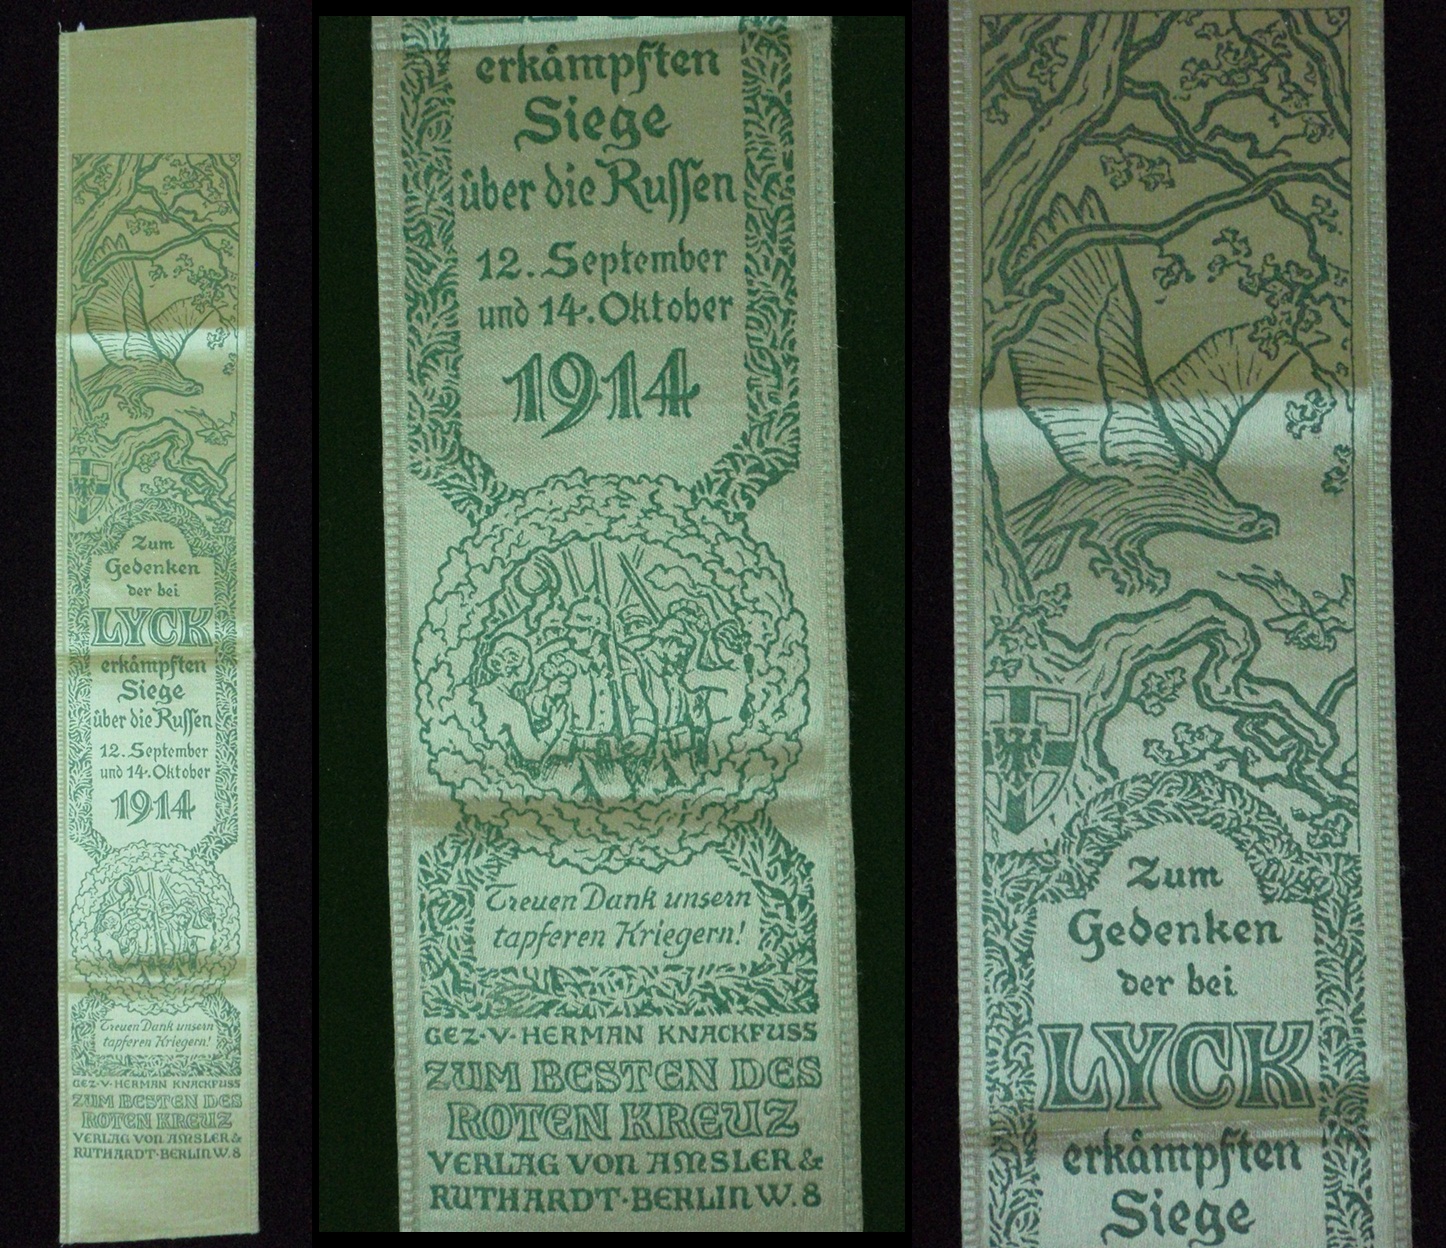 Zum
Gedenken
der bei
LYCK
erkämpften
Siege
über die Russen
12. September
und 14. Oktober
1914
Treuen Dank unsern
tapferen Kriegern!
GEZ·V·HERMAN KNACKFUSS
ZUM BESTEN DES
ROTEN KREUZ
VERLAG VON AMSLER &
RUTHARDT·BERLIN W. 8
erkämpften
Siege
über die Russen
12. September
und 14. Oktober
1914
Treuen Dank unsern
tapferen Kriegern!
GEZ·V·HERMAN KNACKFUSS
ZUM BESTEN DES
ROTEN KREUZ
VERLAG VON AMSLER &
RUTHARDT·BERLIN W. 8
Zum
Gedenken
der bei
LYCK
erkämpften
Siege